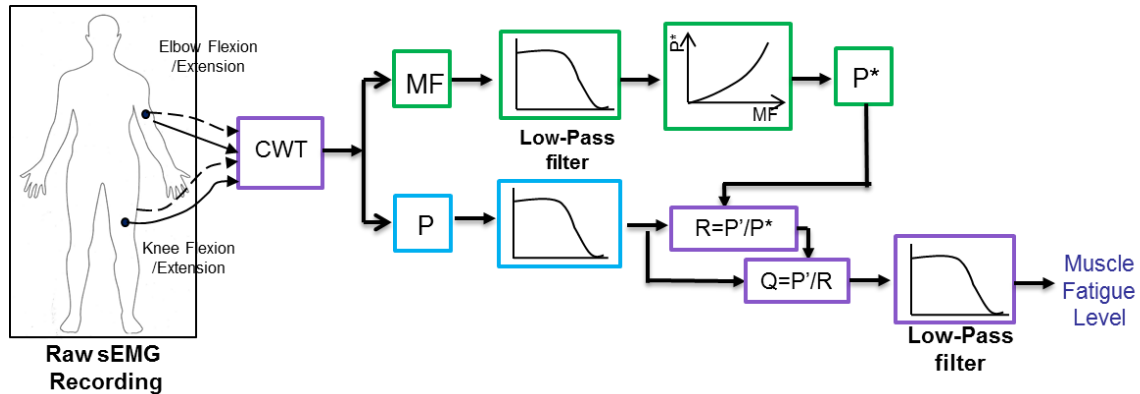 Elbow Flexion
/Extension
Knee Flexion
/Extension
Raw sEMG
Recording
CWT
MF
Low-Pass
filter
P*
MF
P*
P
R=P'/P*
Q=P'/R
Low-Pass
filter
Muscle
Fatigue
Level